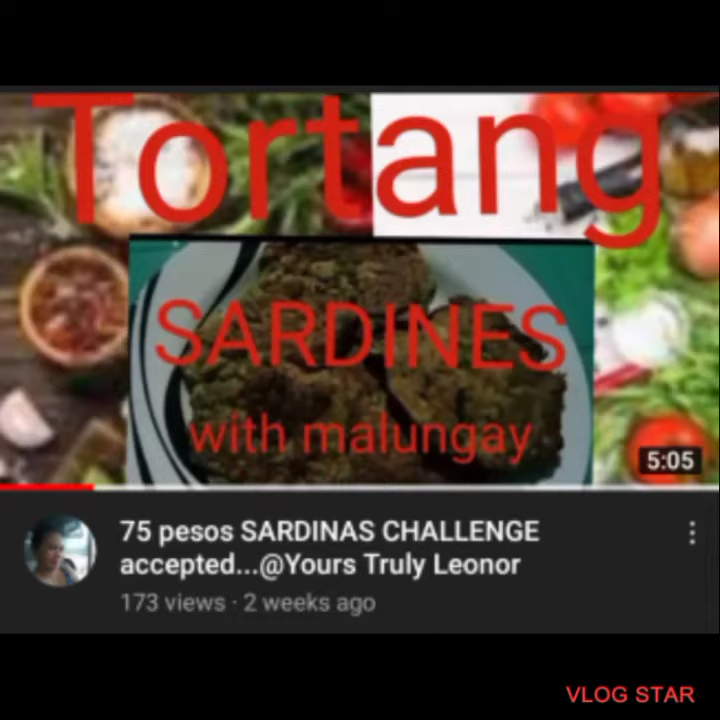 Tortang
SARDINES
with malungay
5:05
75 pesos SARDINAS CHALLENGE
accepted...@Yours Truly Leonor
173 views · 2 weeks ago
VLOG STAR